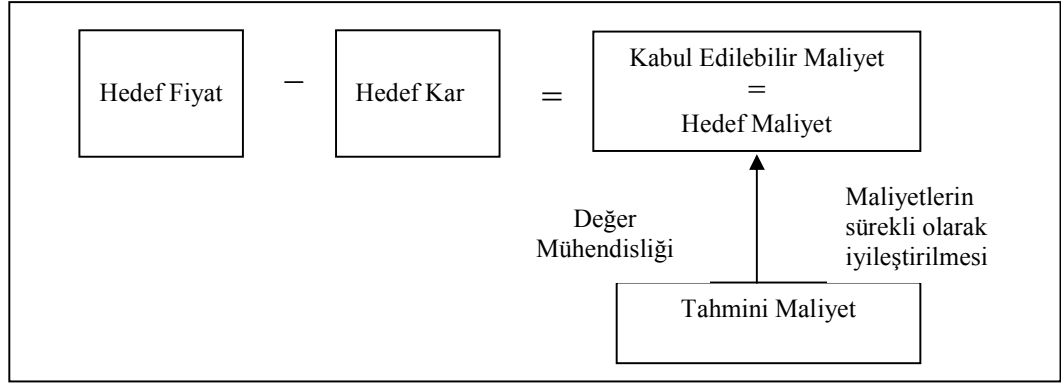 Hedef Fiyat
−
Hedef Kar
=
Kabul Edilebilir Maliyet
=
Hedef Maliyet
Değer
Mühendisliği
Maliyetlerin
sürekli olarak
iyileştirilmesi
Tahmini Maliyet